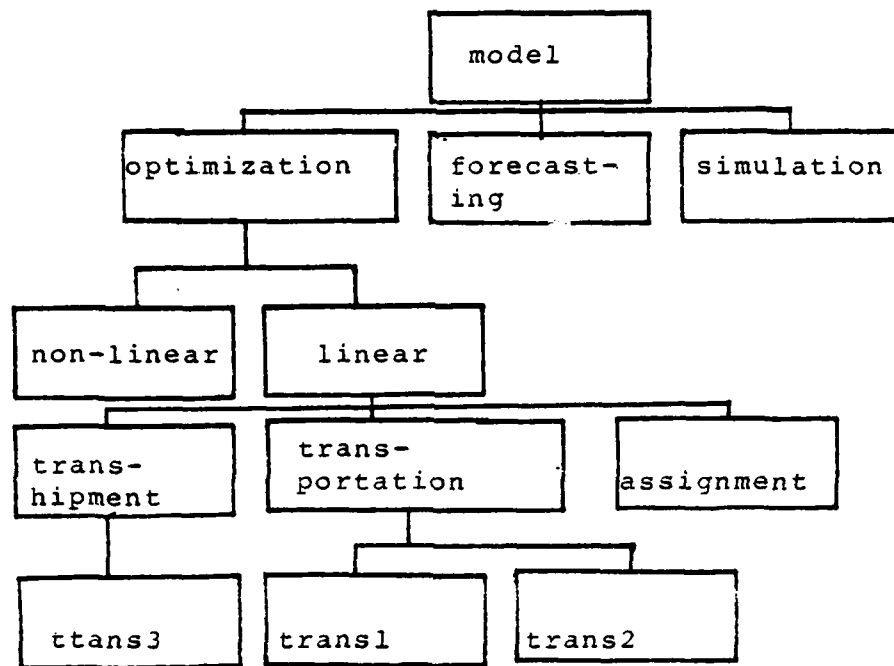 model
optimization
forecast-
ing
simulation
non-linear
linear
trans-
hipment
trans-
portation
assignment
ttans3
trans1
trans2